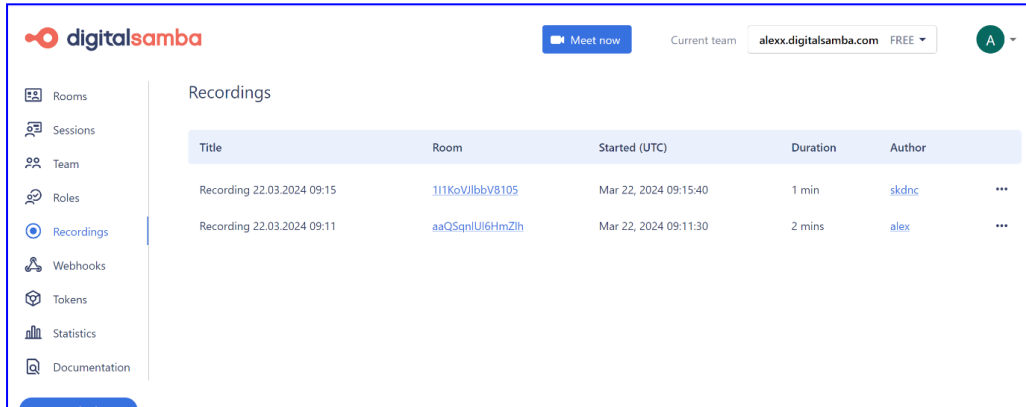 digitalsamba
Meet now
Current team
alexx.digitalsamba.com FREE
A
Rooms
Sessions
Team
Roles
Recordings
Webhooks
Tokens
Statistics
Documentation
Recordings
Title Room Started (UTC) Duration Author
Recording 22.03.2024 09:15 1I1KoVJlbbV8105 Mar 22, 2024 09:15:40 1 min skdnc
Recording 22.03.2024 09:11 aaQSqnlUI6HmZlh Mar 22, 2024 09:11:30 2 mins alex